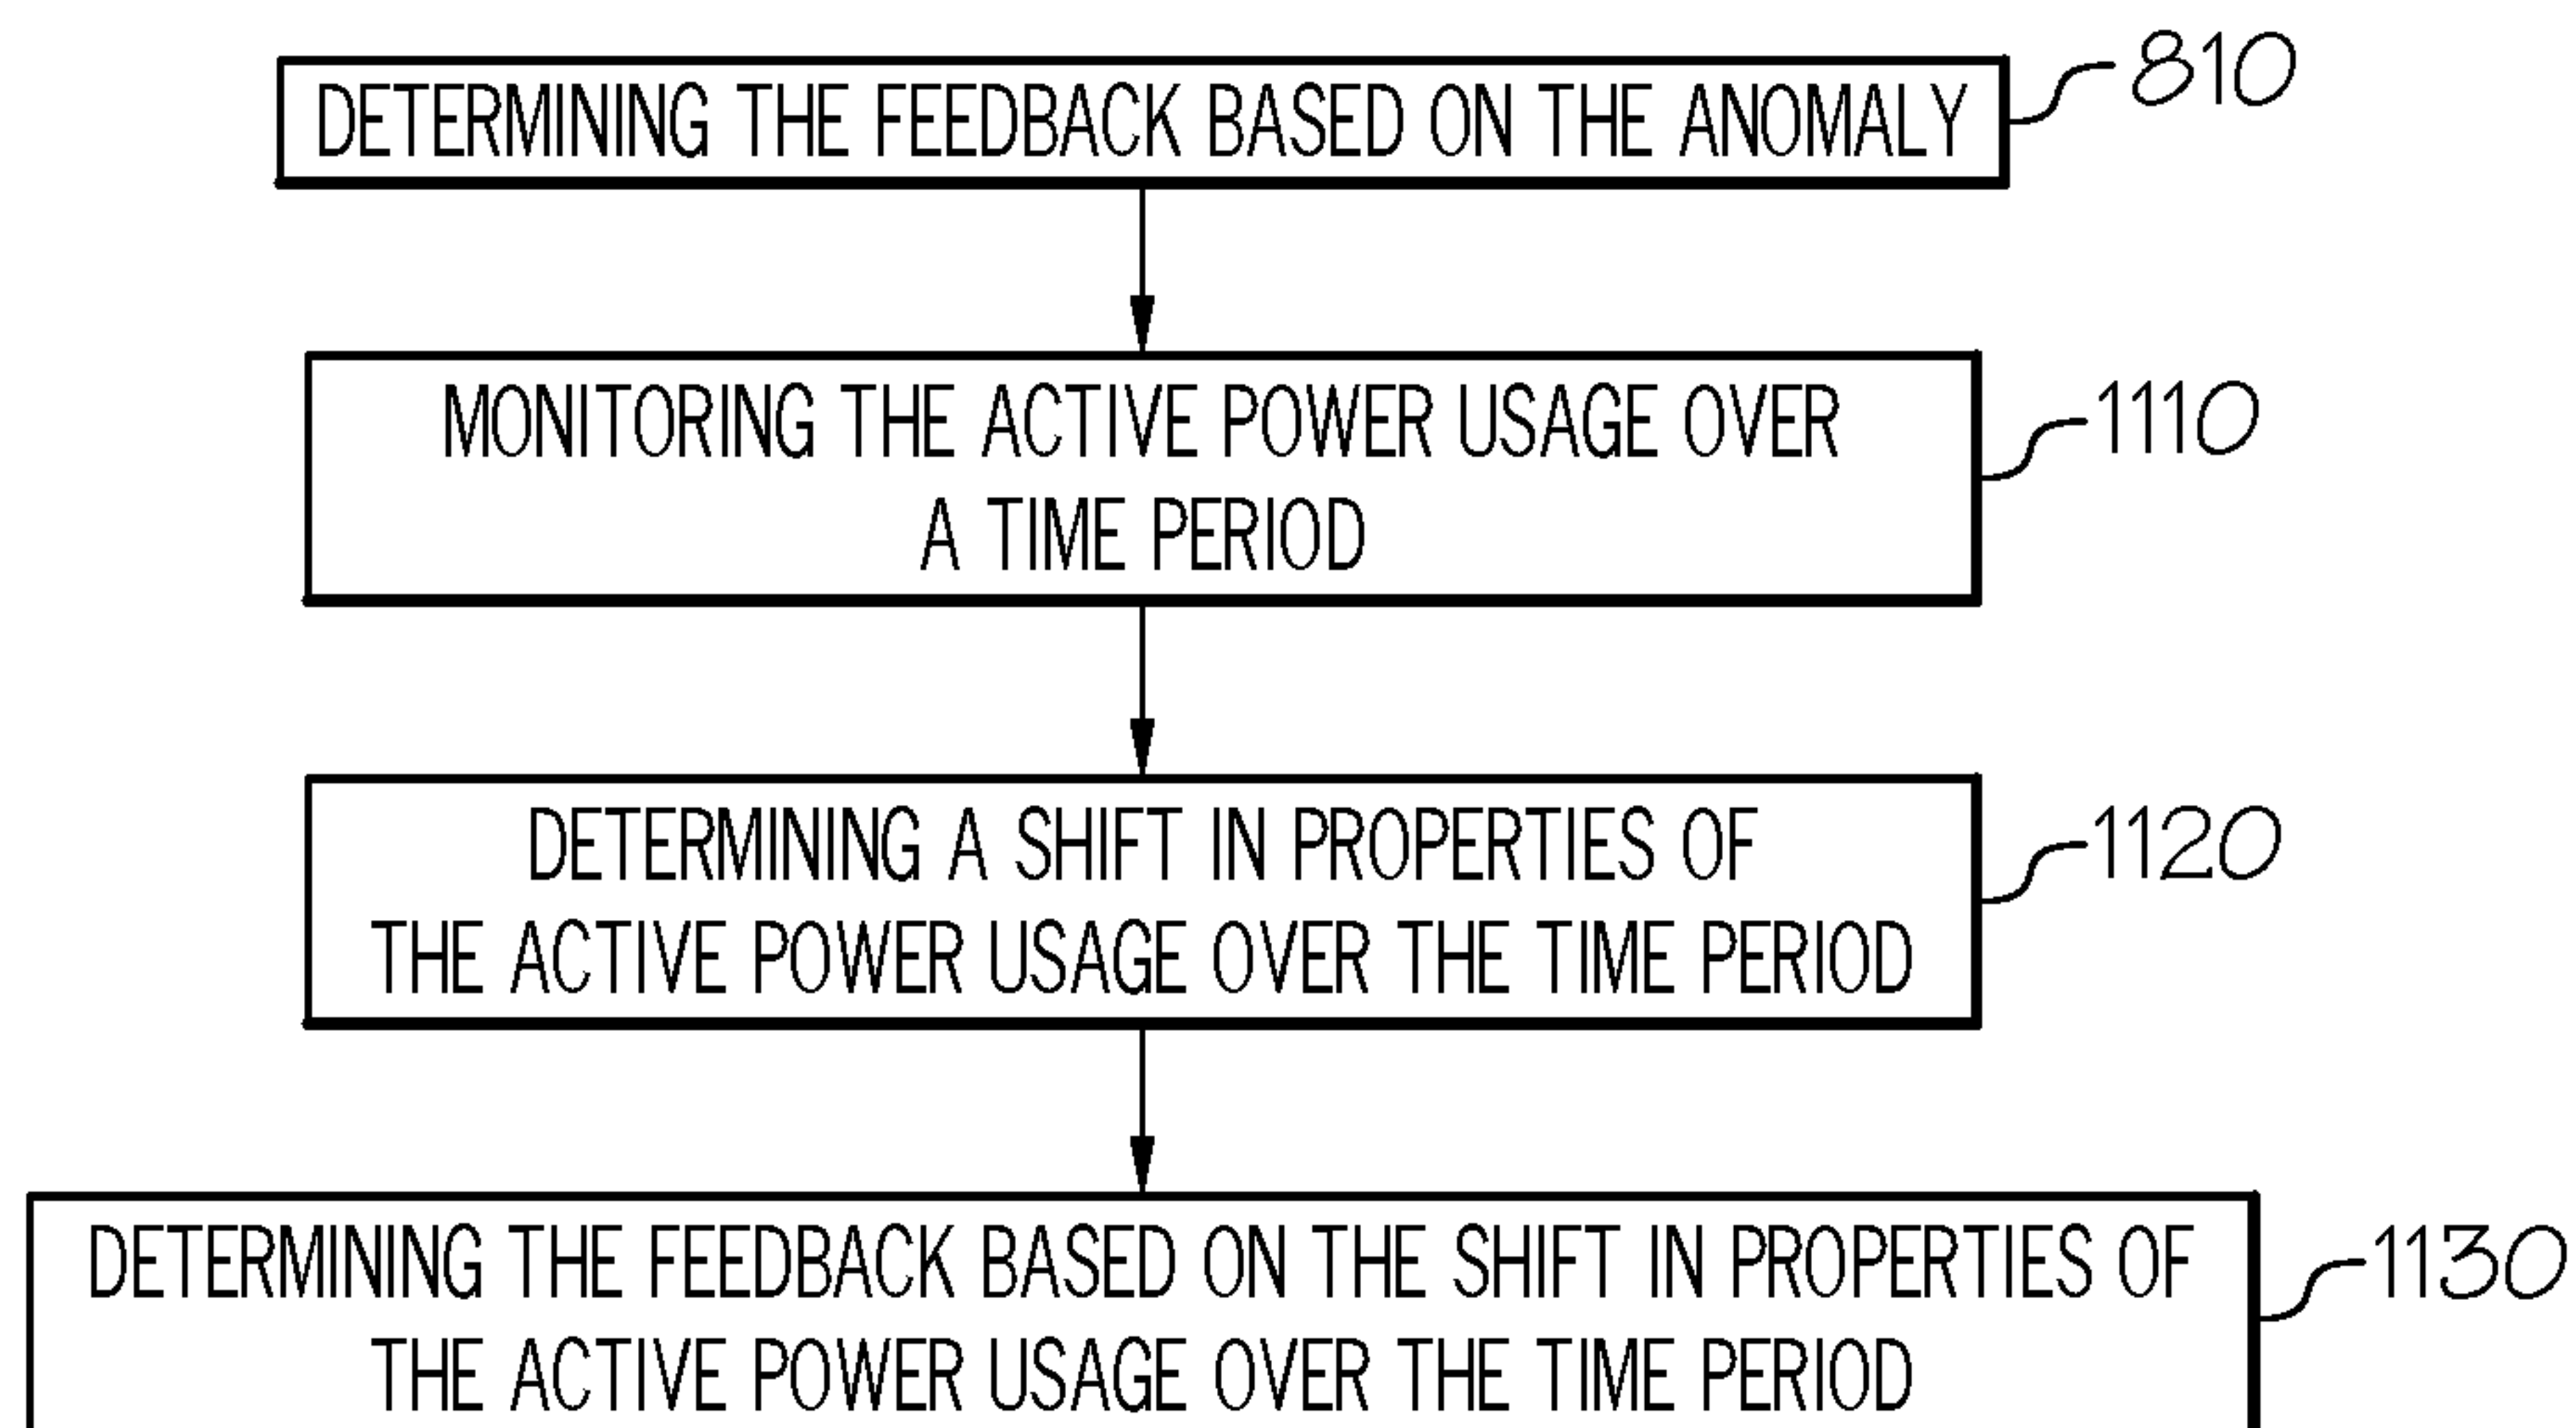 DETERMINING THE FEEDBACK BASED ON THE ANOMALY
810
MONITORING THE ACTIVE POWER USAGE OVER
A TIME PERIOD
1110
DETERMINING A SHIFT IN PROPERTIES OF
THE ACTIVE POWER USAGE OVER THE TIME PERIOD
1120
DETERMINING THE FEEDBACK BASED ON THE SHIFT IN PROPERTIES OF
THE ACTIVE POWER USAGE OVER THE TIME PERIOD
1130